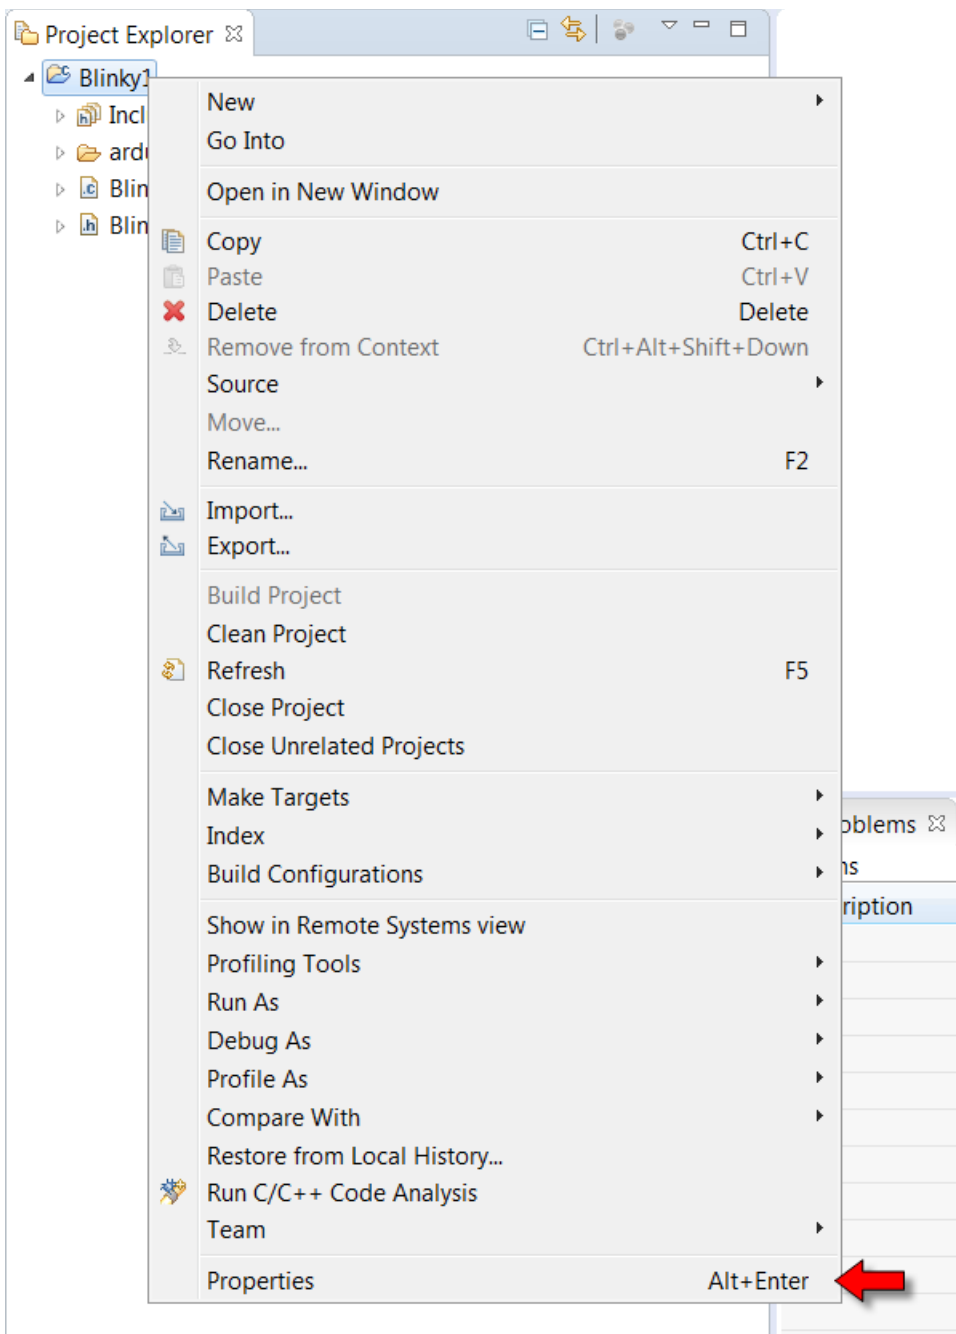 Project Explorer
Blinky1
Incl
ardu
Blin
Blin
New
Go Into
Open in New Window
Copy Ctrl+C
Paste Ctrl+V
Delete Delete
Remove from Context Ctrl+Alt+Shift+Down
Source
Move...
Rename... F2
Import...
Export...
Build Project
Clean Project
Refresh F5
Close Project
Close Unrelated Projects
Make Targets
Index
Build Configurations
Show in Remote Systems view
Profiling Tools
Run As
Debug As
Profile As
Compare With
Restore from Local History...
Run C/C++ Code Analysis
Team
Properties Alt+Enter
oblems
ns
ription